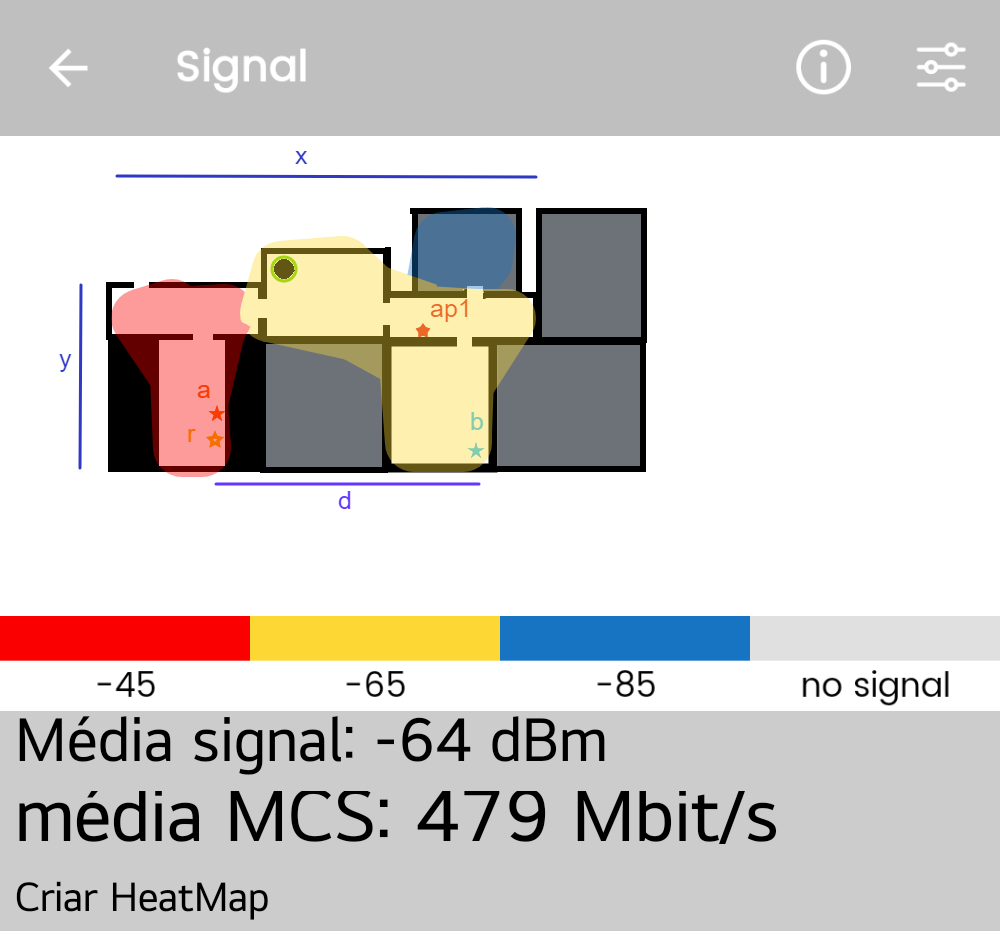 Signal
x
ap1
y
a
b
r
d
-45 -65 -85 no signal
Média signal: -64 dBm
média MCS: 479 Mbit/s
Criar HeatMap